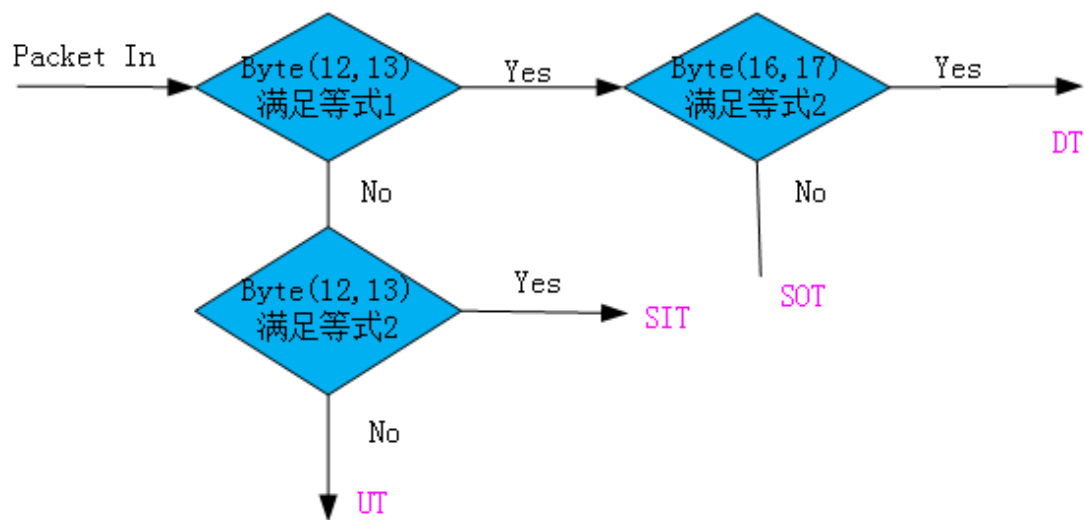 Packet In
Byte(12,13)
满足等式1
Yes
Byte(16,17)
满足等式2
Yes
DT
No
No
Byte(12,13)
满足等式2
Yes
SIT
SOT
No
UT